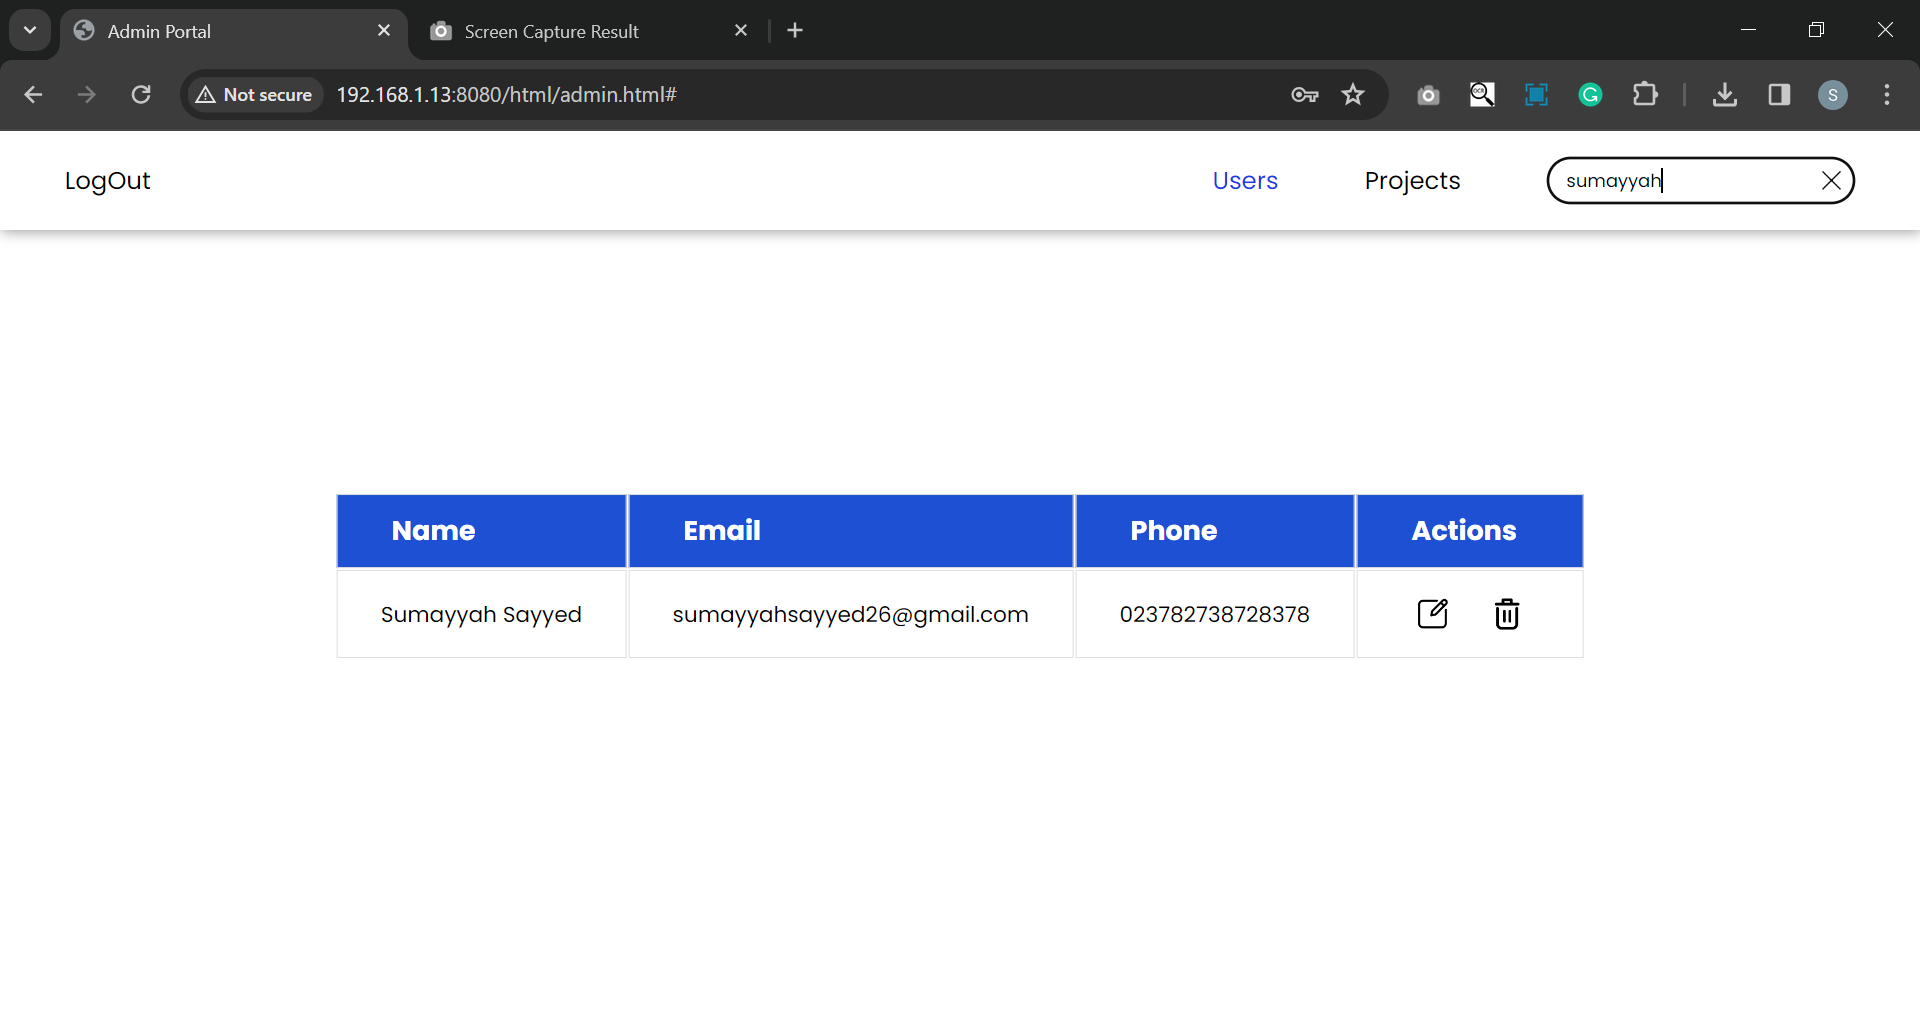 Admin Portal
Screen Capture Result
Not secure
192.168.1.13:8080/html/admin.html#
OCR
G
S
LogOut
Users
Projects
sumayyah
Name
Email
Phone
Actions
Sumayyah Sayyed
sumayyahsayyed26@gmail.com
023782738728378